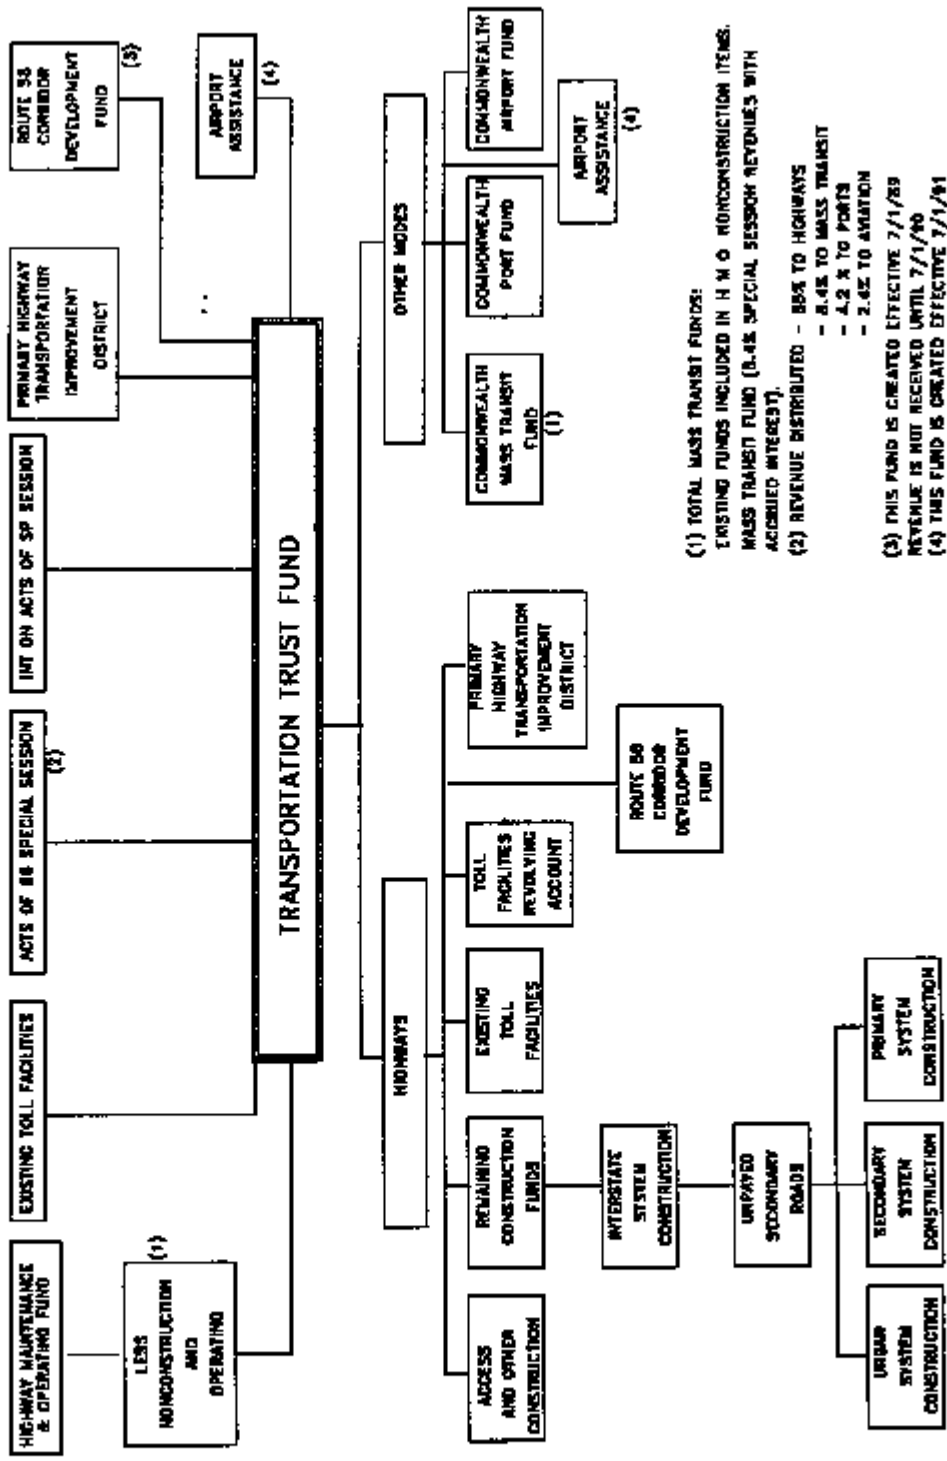 HIGHWAY MAINTENANCE
& OPERATING FUND
EXISTING TOLL FACILITIES
ACTS OF 86 SPECIAL SESSION
(2)
INT ON ACTS OF SP SESSION
PRIMARY HIGHWAY
TRANSPORTATION
IMPROVEMENT
DISTRICT
ROUTE 58
CORRIDOR
DEVELOPMENT
FUND
(3)
LESS
NONCONSTRUCTION
AND
OPERATING
(1)
AIRPORT
ASSISTANCE
(4)
TRANSPORTATION TRUST FUND
HIGHWAYS
OTHER MODES
ACCESS
AND OTHER
CONSTRUCTION
REMAINING
CONSTRUCTION
FUNDS
EXISTING
TOLL
FACILITIES
TOLL
FACILITIES
REVOLVING
ACCOUNT
PRIMARY
HIGHWAY
TRANSPORTATION
IMPROVEMENT
DISTRICT
COMMONWEALTH
MASS TRANSIT
FUND
(1)
COMMONWEALTH
PORT FUND
COMMONWEALTH
AIRPORT FUND
INTERSTATE
SYSTEM
CONSTRUCTION
ROUTE 58
CORRIDOR
DEVELOPMENT
FUND
AIRPORT
ASSISTANCE
(4)
UNPAVED
SECONDARY
ROADS
URBAN
SYSTEM
CONSTRUCTION
SECONDARY
SYSTEM
CONSTRUCTION
PRIMARY
SYSTEM
CONSTRUCTION
(1) TOTAL MASS TRANSIT FUNDS:
EXISTING FUNDS INCLUDED IN H M O NONCONSTRUCTION ITEMS.
MASS TRANSIT FUND (8.4% SPECIAL SESSION REVENUES WITH
ACCRUED INTEREST).
(2) REVENUE DISTRIBUTED - 85% TO HIGHWAYS
- 8.4% TO MASS TRANSIT
- 4.2 % TO PORTS
- 2.4% TO AVIATION
(3) THIS FUND IS CREATED EFFECTIVE 7/1/89
REVENUE IS NOT RECEIVED UNTIL 7/1/90
(4) THIS FUND IS CREATED EFFECTIVE 7/1/91